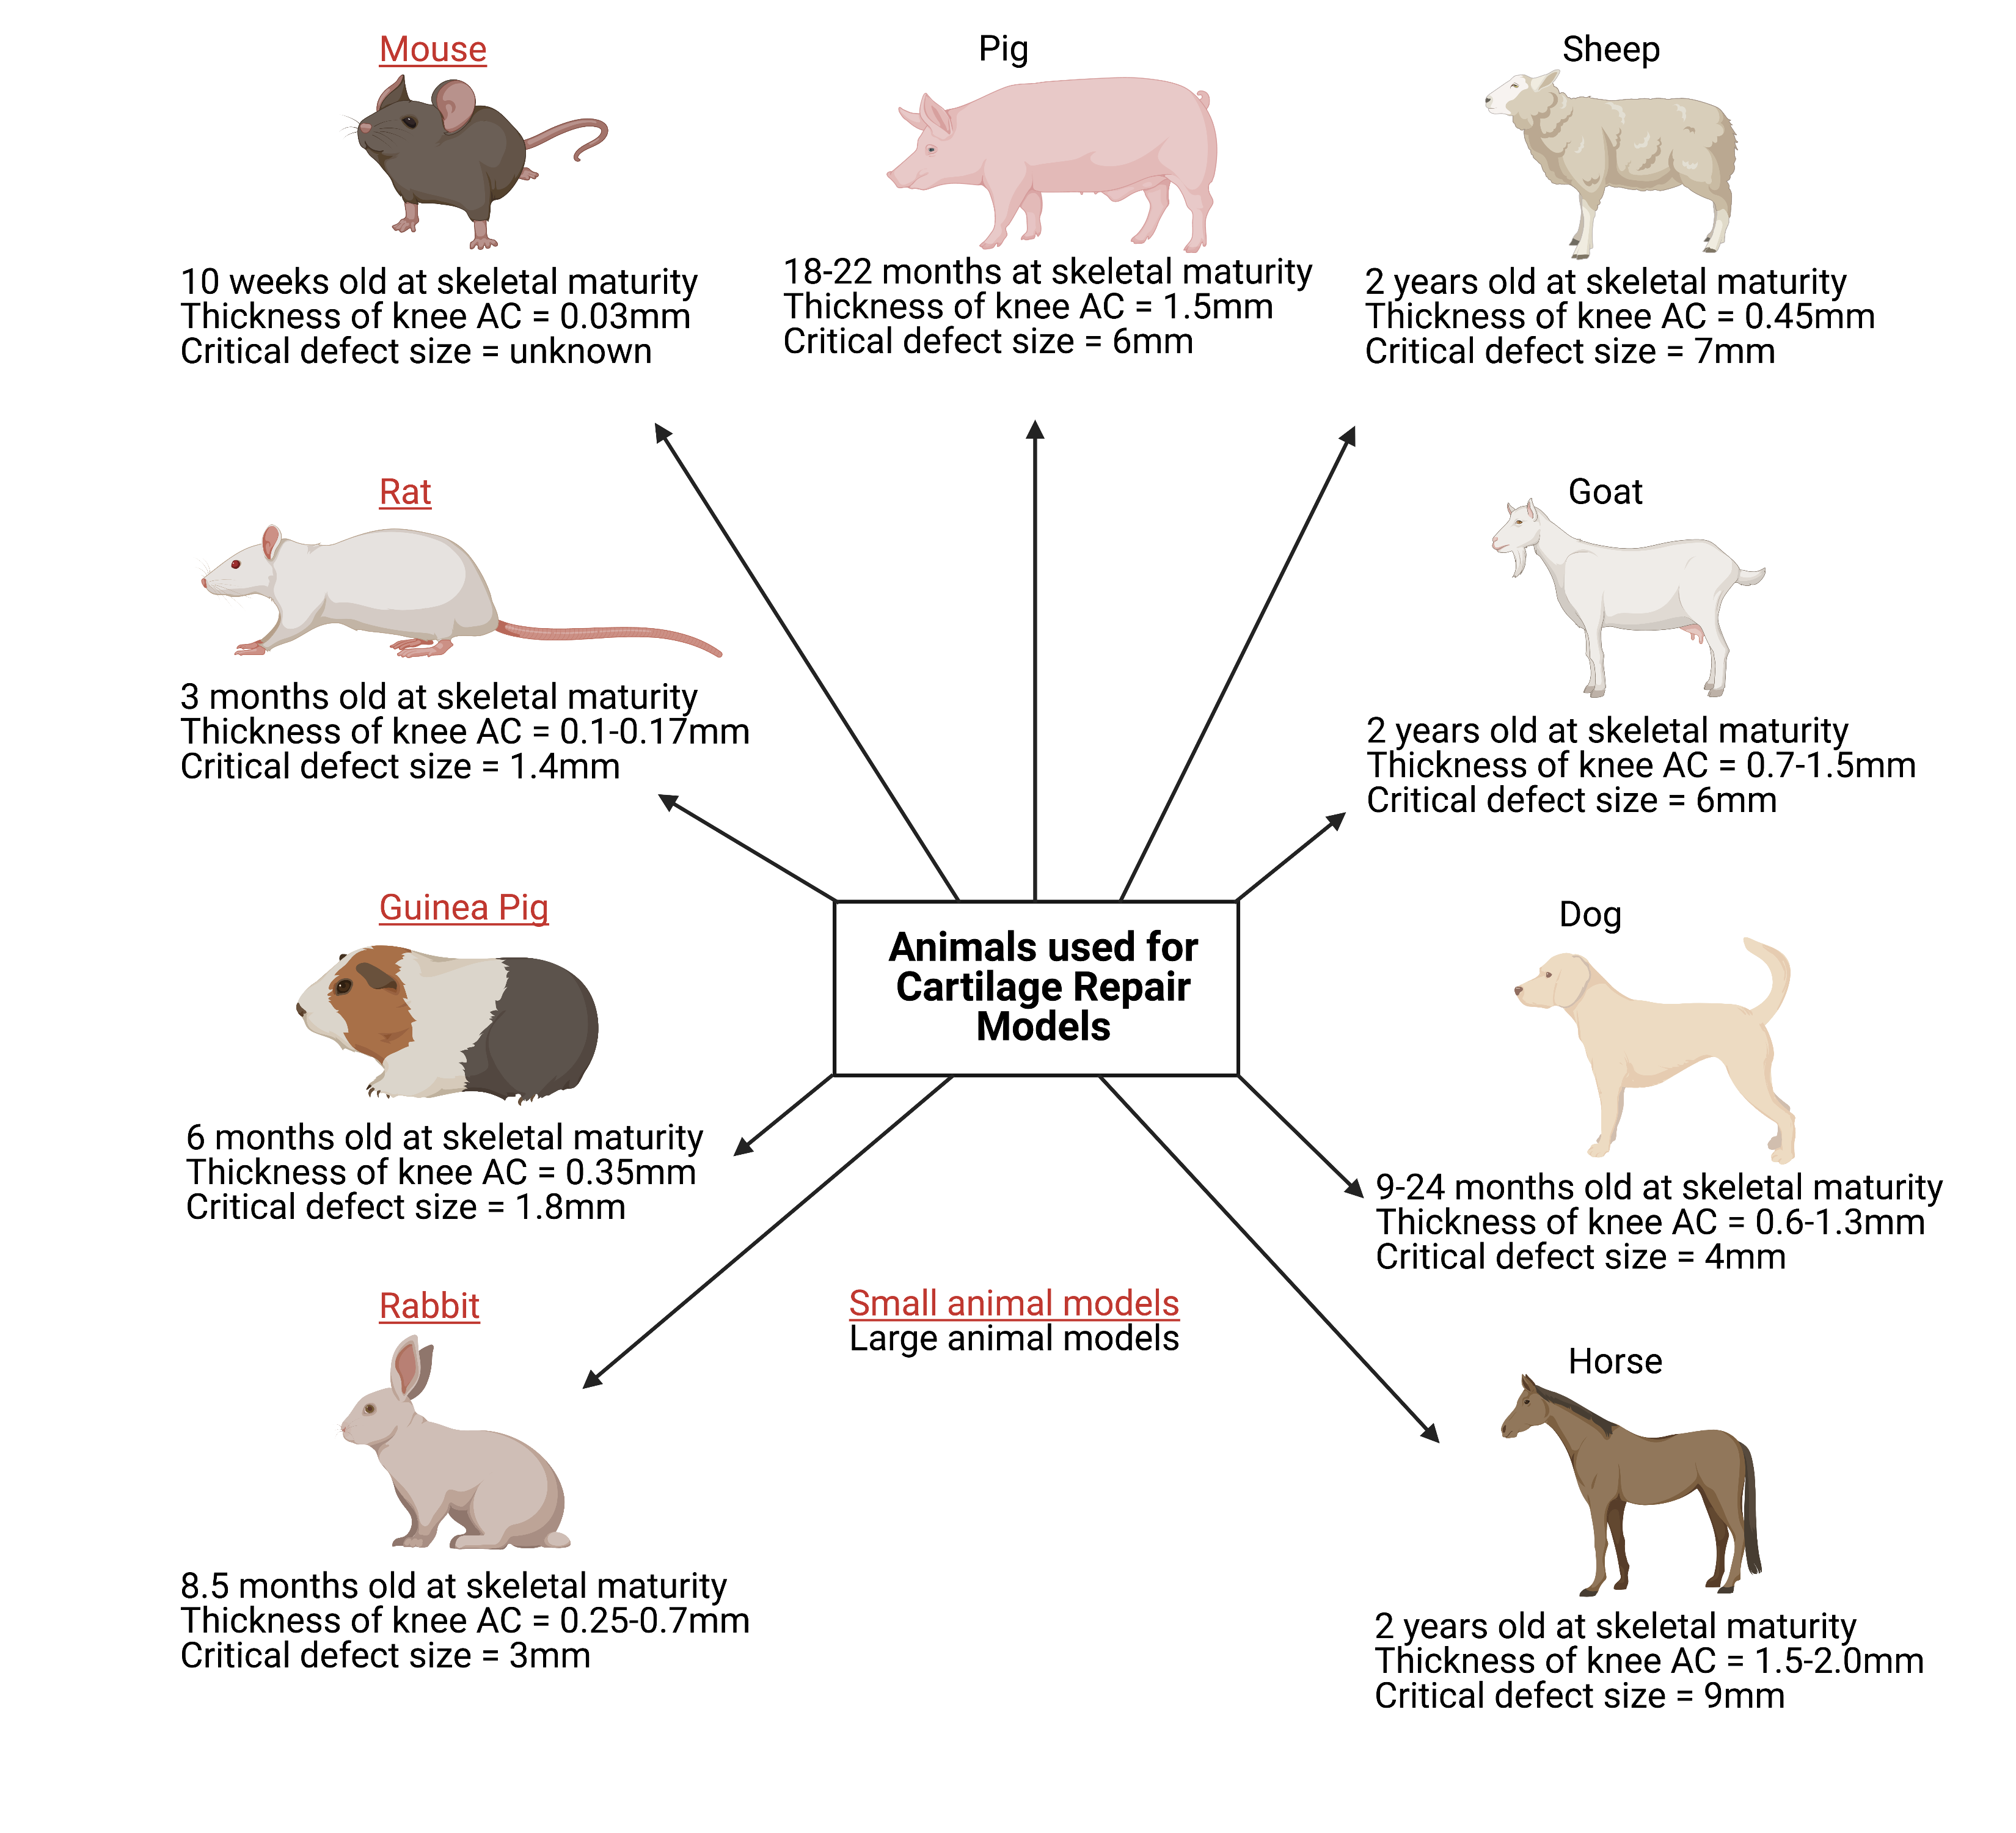 Mouse
10 weeks old at skeletal maturity
Thickness of knee AC = 0.03mm
Critical defect size = unknown
Pig
18-22 months at skeletal maturity
Thickness of knee AC = 1.5mm
Critical defect size = 6mm
Sheep
2 years old at skeletal maturity
Thickness of knee AC = 0.45mm
Critical defect size = 7mm
Rat
3 months old at skeletal maturity
Thickness of knee AC = 0.1-0.17mm
Critical defect size = 1.4mm
Goat
2 years old at skeletal maturity
Thickness of knee AC = 0.7-1.5mm
Critical defect size = 6mm
Guinea Pig
6 months old at skeletal maturity
Thickness of knee AC = 0.35mm
Critical defect size = 1.8mm
Animals used for
Cartilage Repair
Models
Dog
9-24 months old at skeletal maturity
Thickness of knee AC = 0.6-1.3mm
Critical defect size = 4mm
Rabbit
8.5 months old at skeletal maturity
Thickness of knee AC = 0.25-0.7mm
Critical defect size = 3mm
Small animal models
Large animal models
Horse
2 years old at skeletal maturity
Thickness of knee AC = 1.5-2.0mm
Critical defect size = 9mm